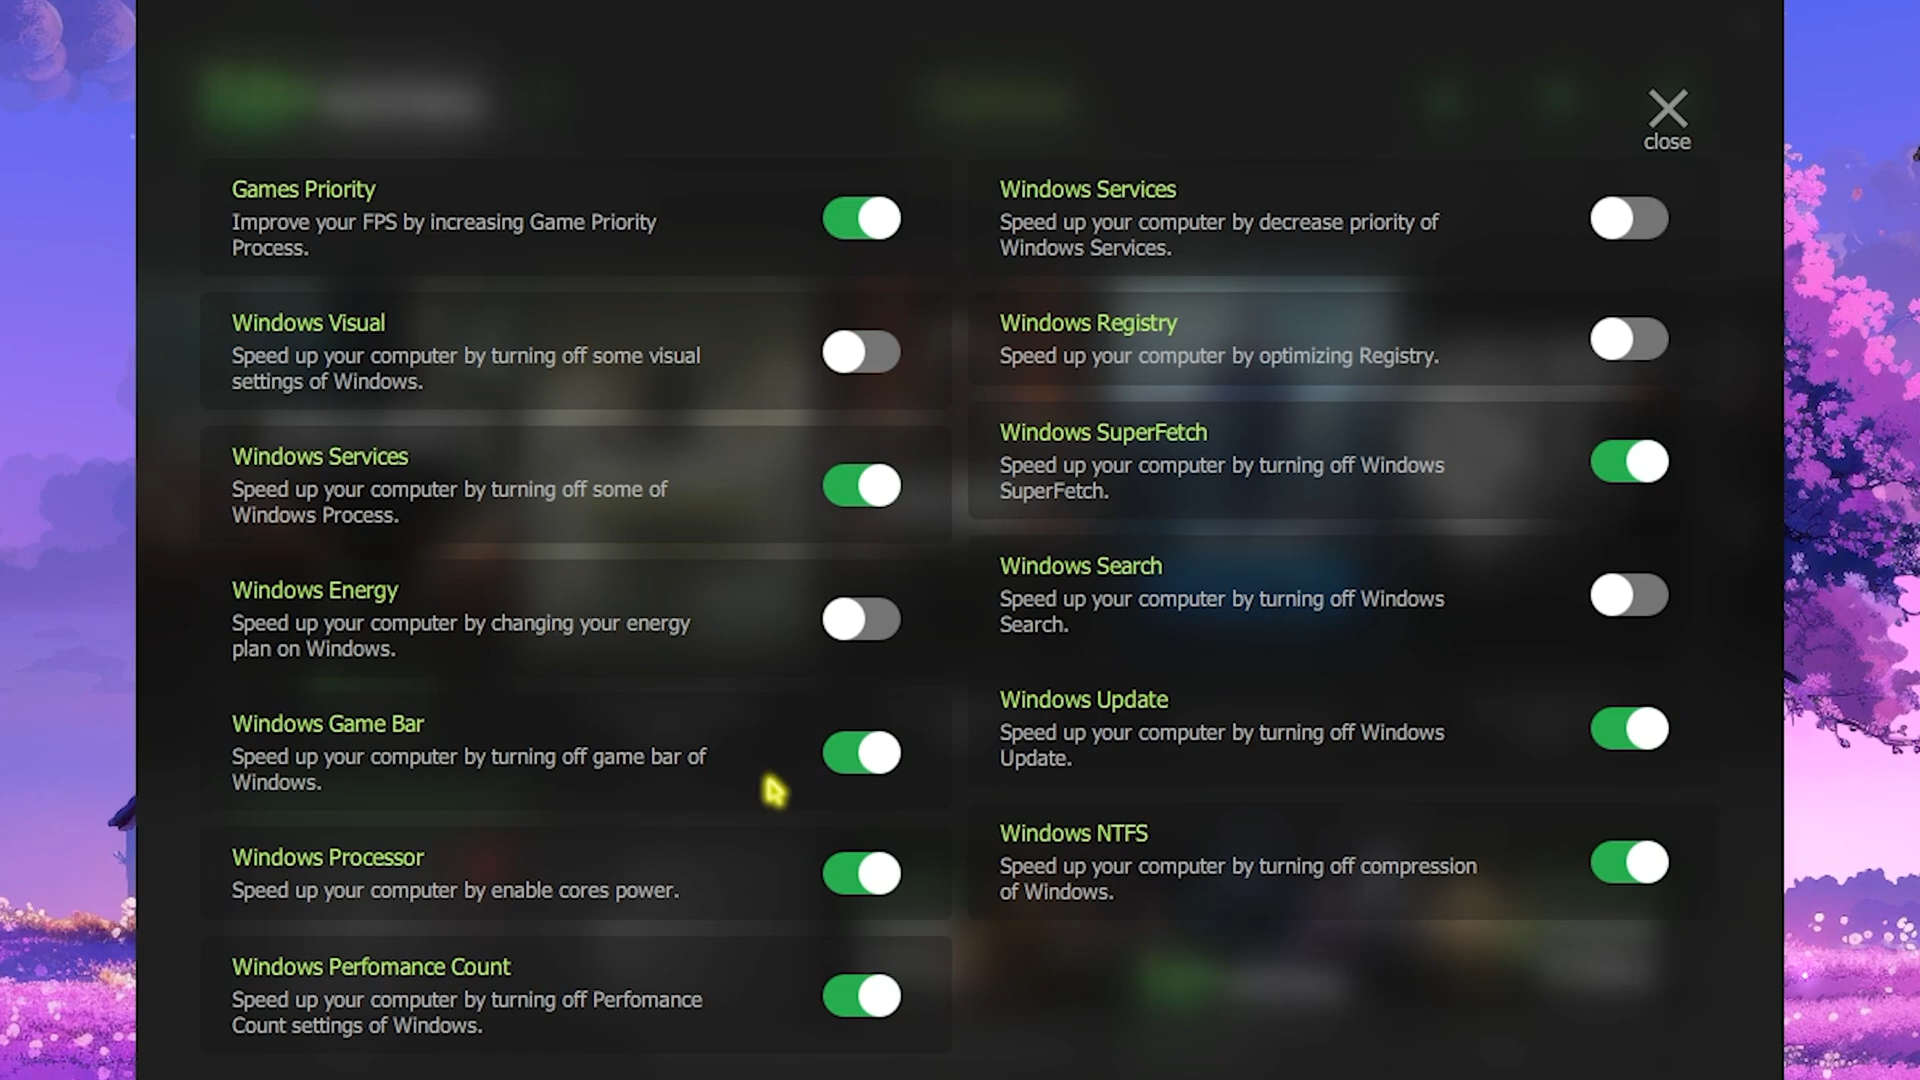 close
Games Priority
Improve your FPS by increasing Game Priority
Process.
Windows Visual
Speed up your computer by turning off some visual
settings of Windows.
Windows Services
Speed up your computer by turning off some of
Windows Process.
Windows Energy
Speed up your computer by changing your energy
plan on Windows.
Windows Game Bar
Speed up your computer by turning off game bar of
Windows.
Windows Processor
Speed up your computer by enable cores power.
Windows Perfomance Count
Speed up your computer by turning off Perfomance
Count settings of Windows.
Windows Services
Speed up your computer by decrease priority of
Windows Services.
Windows Registry
Speed up your computer by optimizing Registry.
Windows SuperFetch
Speed up your computer by turning off Windows
SuperFetch.
Windows Search
Speed up your computer by turning off Windows
Search.
Windows Update
Speed up your computer by turning off Windows
Update.
Windows NTFS
Speed up your computer by turning off compression
of Windows.